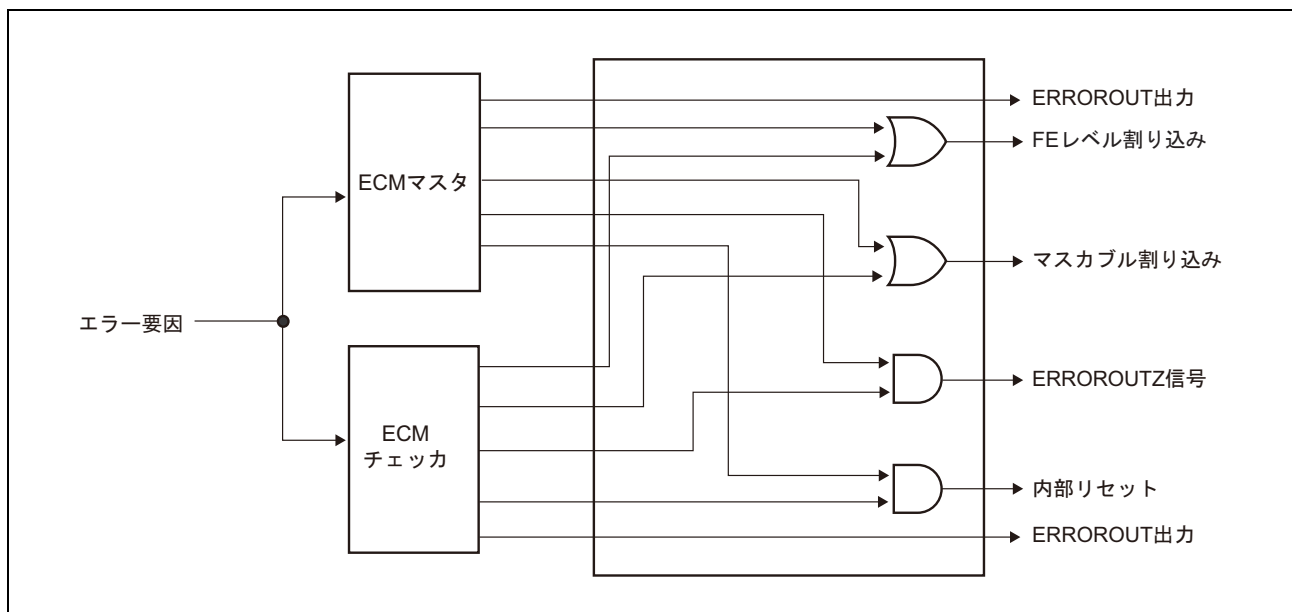 ERROROUT出力
FEレベル割り込み
ECMマスタ
マスカブル割り込み
エラー要因
ERROROUTZ信号
ECM
チェッカ
内部リセット
ERROROUT出力